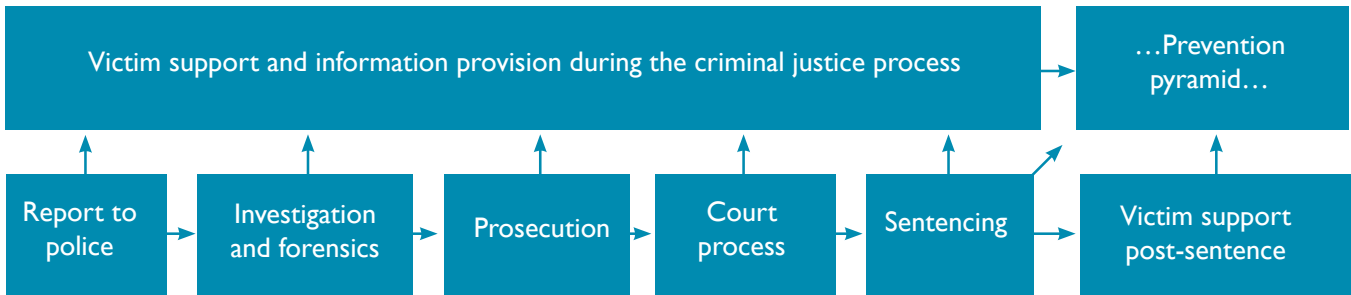 Victim support and information provision during the criminal justice process
…Prevention
pyramid…
Report to
police
Investigation
and forensics
Prosecution
Court
process
Sentencing
Victim support
post-sentence